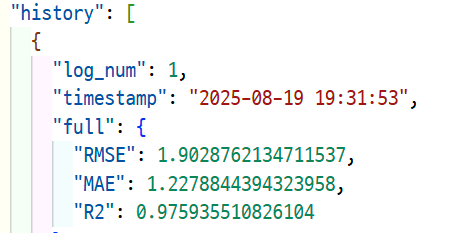 "history": [
{
"log_num": 1,
"timestamp": "2025-08-19 19:31:53",
"full": {
"RMSE": 1.9028762134711537,
"MAE": 1.2278844394323958,
"R2": 0.975935510826104